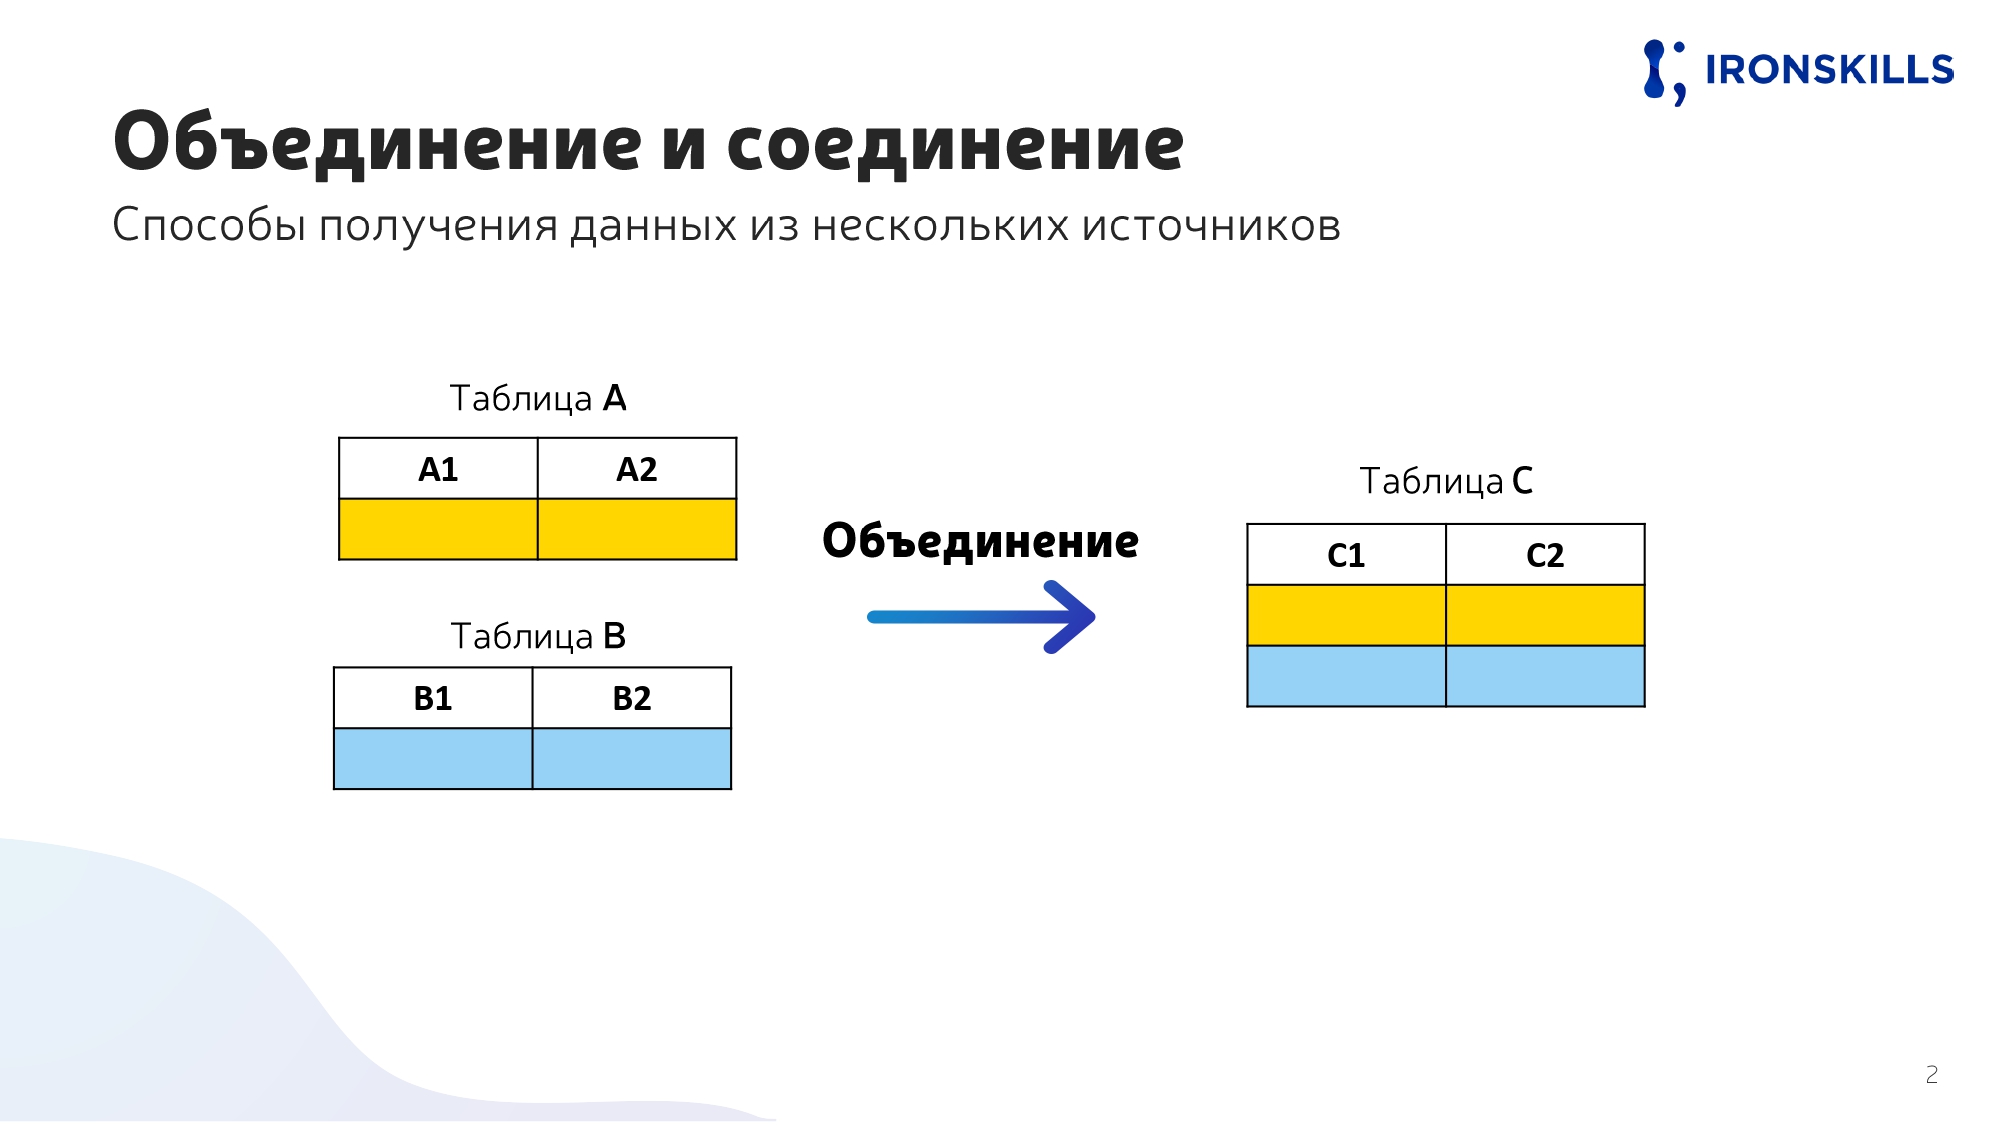 IRONSKILLS
Объединение и соединение
Способы получения данных из нескольких источников
Таблица A
A1 A2
Таблица B
B1 B2
Объединение
Таблица C
C1 C2
2